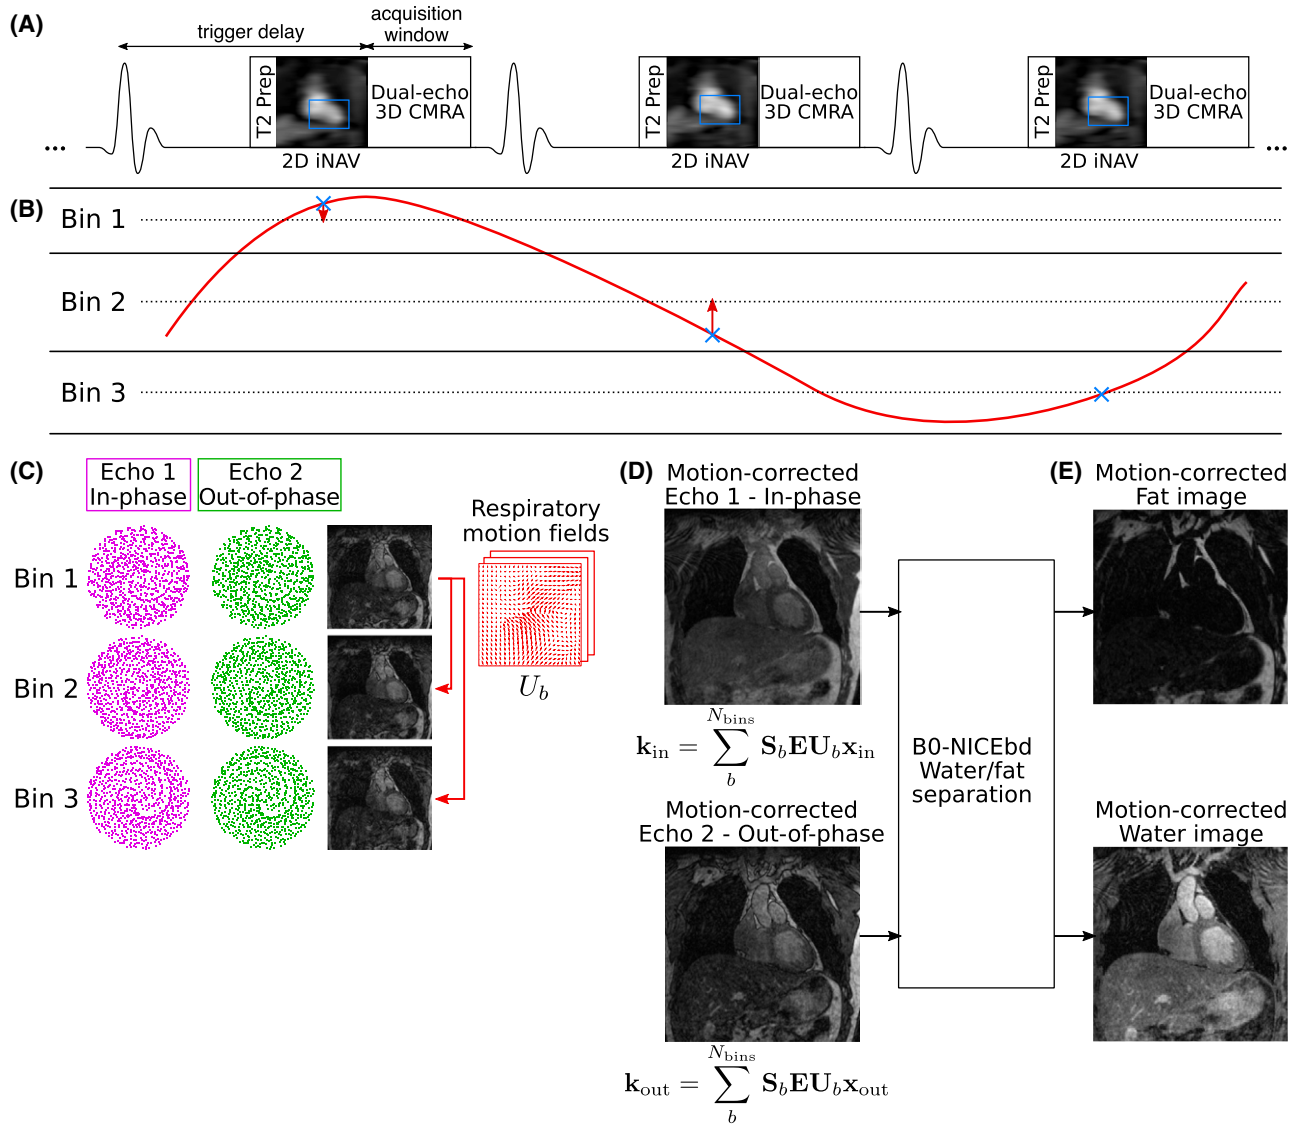 (A)
trigger delay
acquisition
window
T2 Prep
Dual-echo
3D CMRA
T2 Prep
Dual-echo
3D CMRA
T2 Prep
Dual-echo
3D CMRA
...
...
2D iNAV
2D iNAV
2D iNAV
(B)
Bin 1
Bin 2
Bin 3
(C)
Echo 1
In-phase
Echo 2
Out-of-phase
Bin 1
Bin 2
Bin 3
Respiratory
motion fields
U_b
(D)
Motion-corrected
Echo 1 - In-phase
k_in = ∑_b^{N_bins} S_b E U_b x_in
Motion-corrected
Echo 2 - Out-of-phase
k_out = ∑_b^{N_bins} S_b E U_b x_out
B0-NICEbd
Water/fat
separation
(E)
Motion-corrected
Fat image
Motion-corrected
Water image